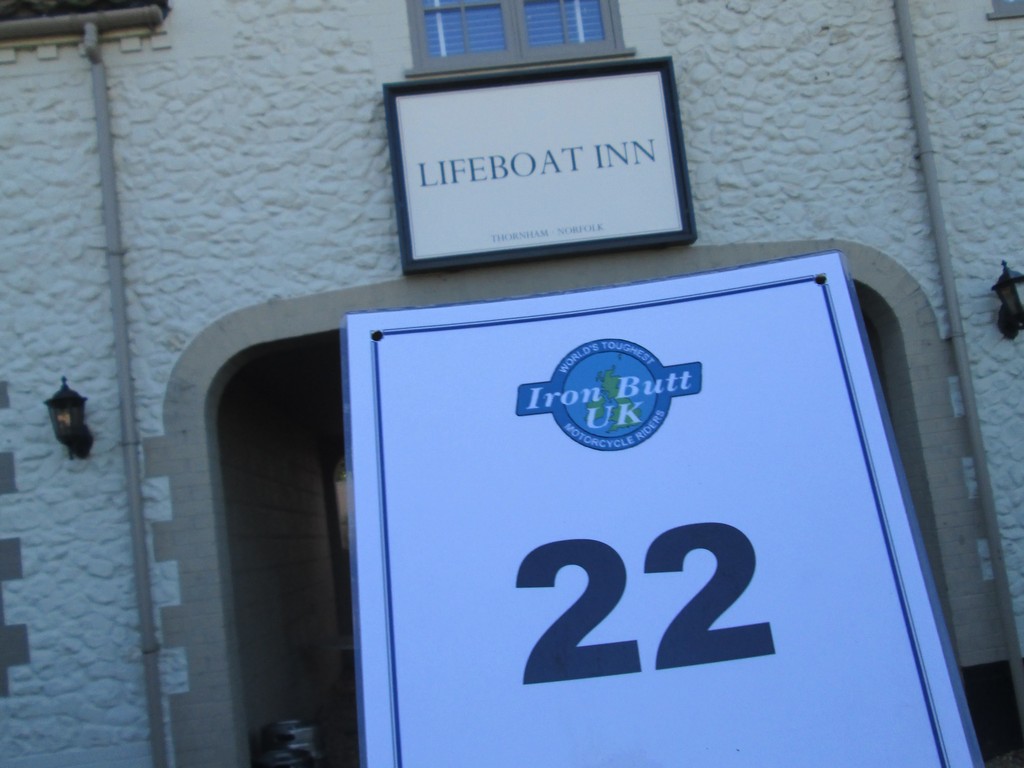 LIFEBOAT INN
THORNHAM · NORFOLK
WORLD'S TOUGHEST
Iron Butt
UK
MOTORCYCLE RIDERS
22